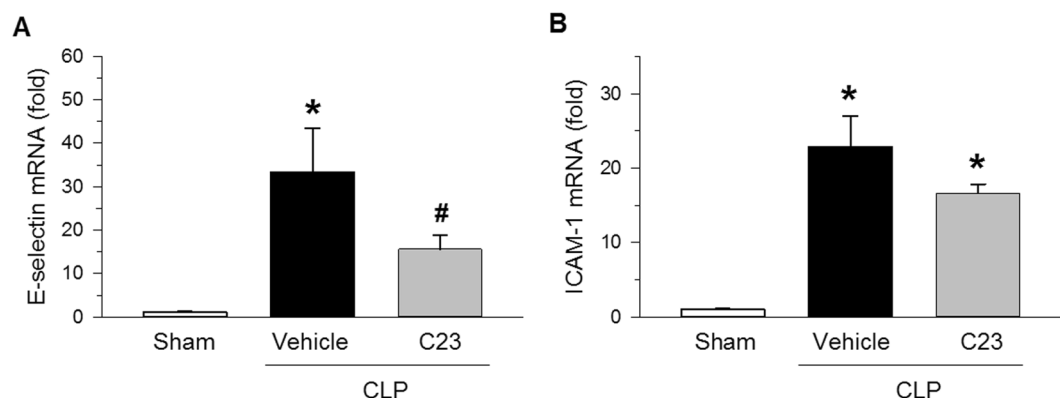 A
E-selectin mRNA (fold)
60
50
40
30
20
10
0
*
#
Sham Vehicle C23
CLP
B
ICAM-1 mRNA (fold)
30
20
10
0
*
*
Sham Vehicle C23
CLP